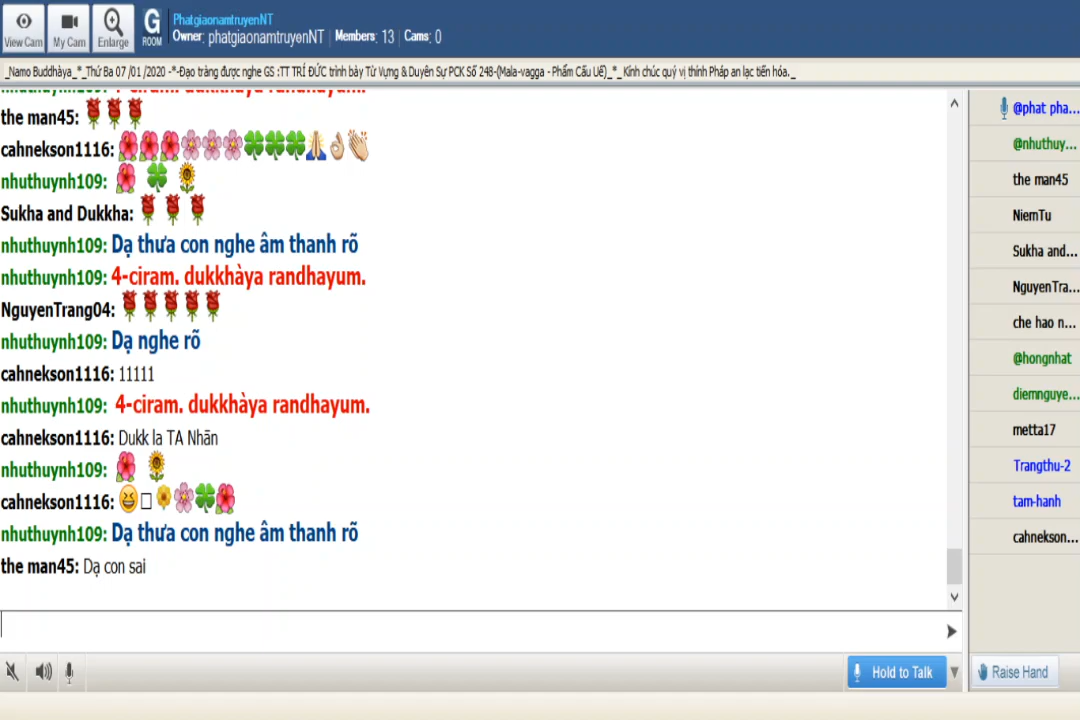 View Cam
My Cam
Enlarge
G
ROOM
PhatgiaonamtruyenNT
Owner: phatgiaonamtruyenNT | Members: 13 | Cams: 0
_Namo Buddhàya_*_Thứ Ba 07 /01 /2020 -*-Đạo tràng được nghe GS :TT TRÍ ĐỨC trình bày Từ Vựng & Duyên Sự PCK Số 248-(Mala-vagga - Phẩm Cấu Uế)_*_ Kính chúc quý vị thính Pháp an lạc tiến hóa._
nhuthuynh109: 4-ciram. dukkhàya randhayum.
the man45:
cahnekson1116:
nhuthuynh109:
Sukha and Dukkha:
nhuthuynh109: Dạ thưa con nghe âm thanh rõ
nhuthuynh109: 4-ciram. dukkhàya randhayum.
NguyenTrang04:
nhuthuynh109: Dạ nghe rõ
cahnekson1116: 11111
nhuthuynh109: 4-ciram. dukkhàya randhayum.
cahnekson1116: Dukk la TA Nhãn
nhuthuynh109:
cahnekson1116:
nhuthuynh109: Dạ thưa con nghe âm thanh rõ
the man45: Dạ con sai
@phat pha...
@nhuthuy...
the man45
NiemTu
Sukha and...
NguyenTra...
che hao n...
@hongnhat
diemnguye...
metta17
Trangthu-2
tam-hanh
cahnekson...
Hold to Talk
Raise Hand